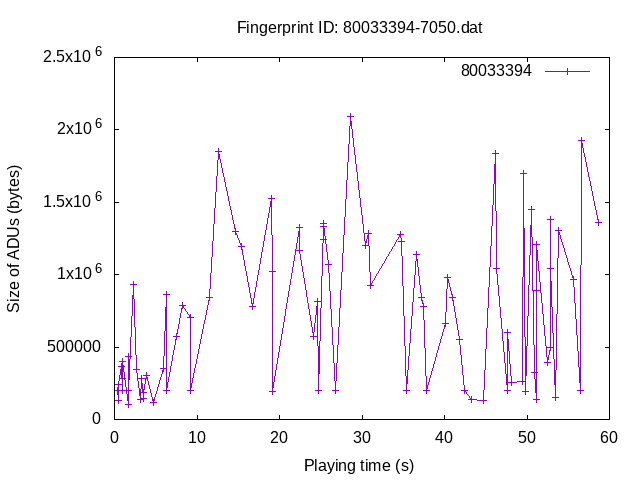 Fingerprint ID: 80033394-7050.dat
2.5x10^6
80033394
2x10^6
1.5x10^6
1x10^6
500000
0
Size of ADUs (bytes)
0 10 20 30 40 50 60
Playing time (s)